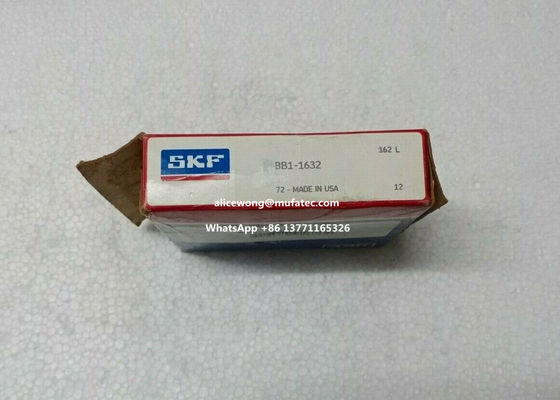 162 L
SKF
BB1-1632
72 - MADE IN USA
12
alicewong@mufatec.com
WhatsApp +86 13771165326